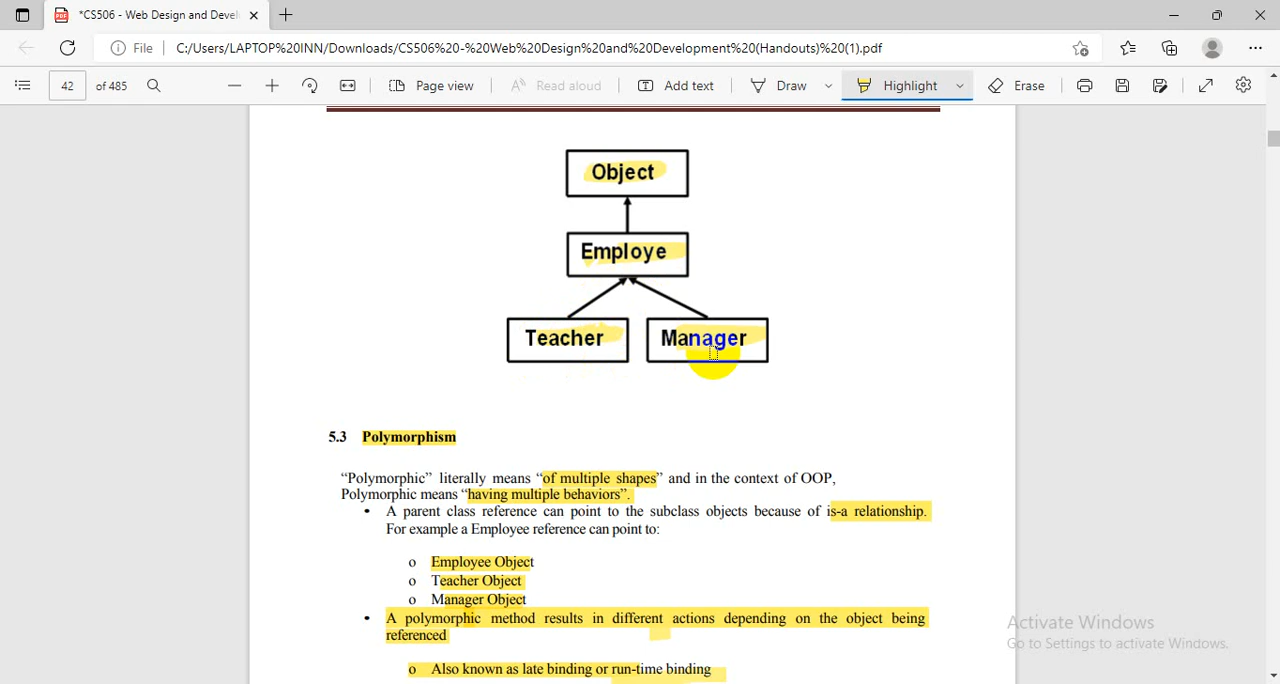 *CS506 - Web Design and Devel
File C:/Users/LAPTOP%20INN/Downloads/CS506%20-%20Web%20Design%20and%20Development%20(Handouts)%20(1).pdf
42 of 485 Page view Read aloud Add text Draw Highlight Erase
Object
Employe
Teacher Manager
5.3 Polymorphism
“Polymorphic” literally means “of multiple shapes” and in the context of OOP,
Polymorphic means “having multiple behaviors”.
• A parent class reference can point to the subclass objects because of is-a relationship.
For example a Employee reference can point to:
o Employee Object
o Teacher Object
o Manager Object
• A polymorphic method results in different actions depending on the object being
referenced
o Also known as late binding or run-time binding
Activate Windows
Go to Settings to activate Windows.